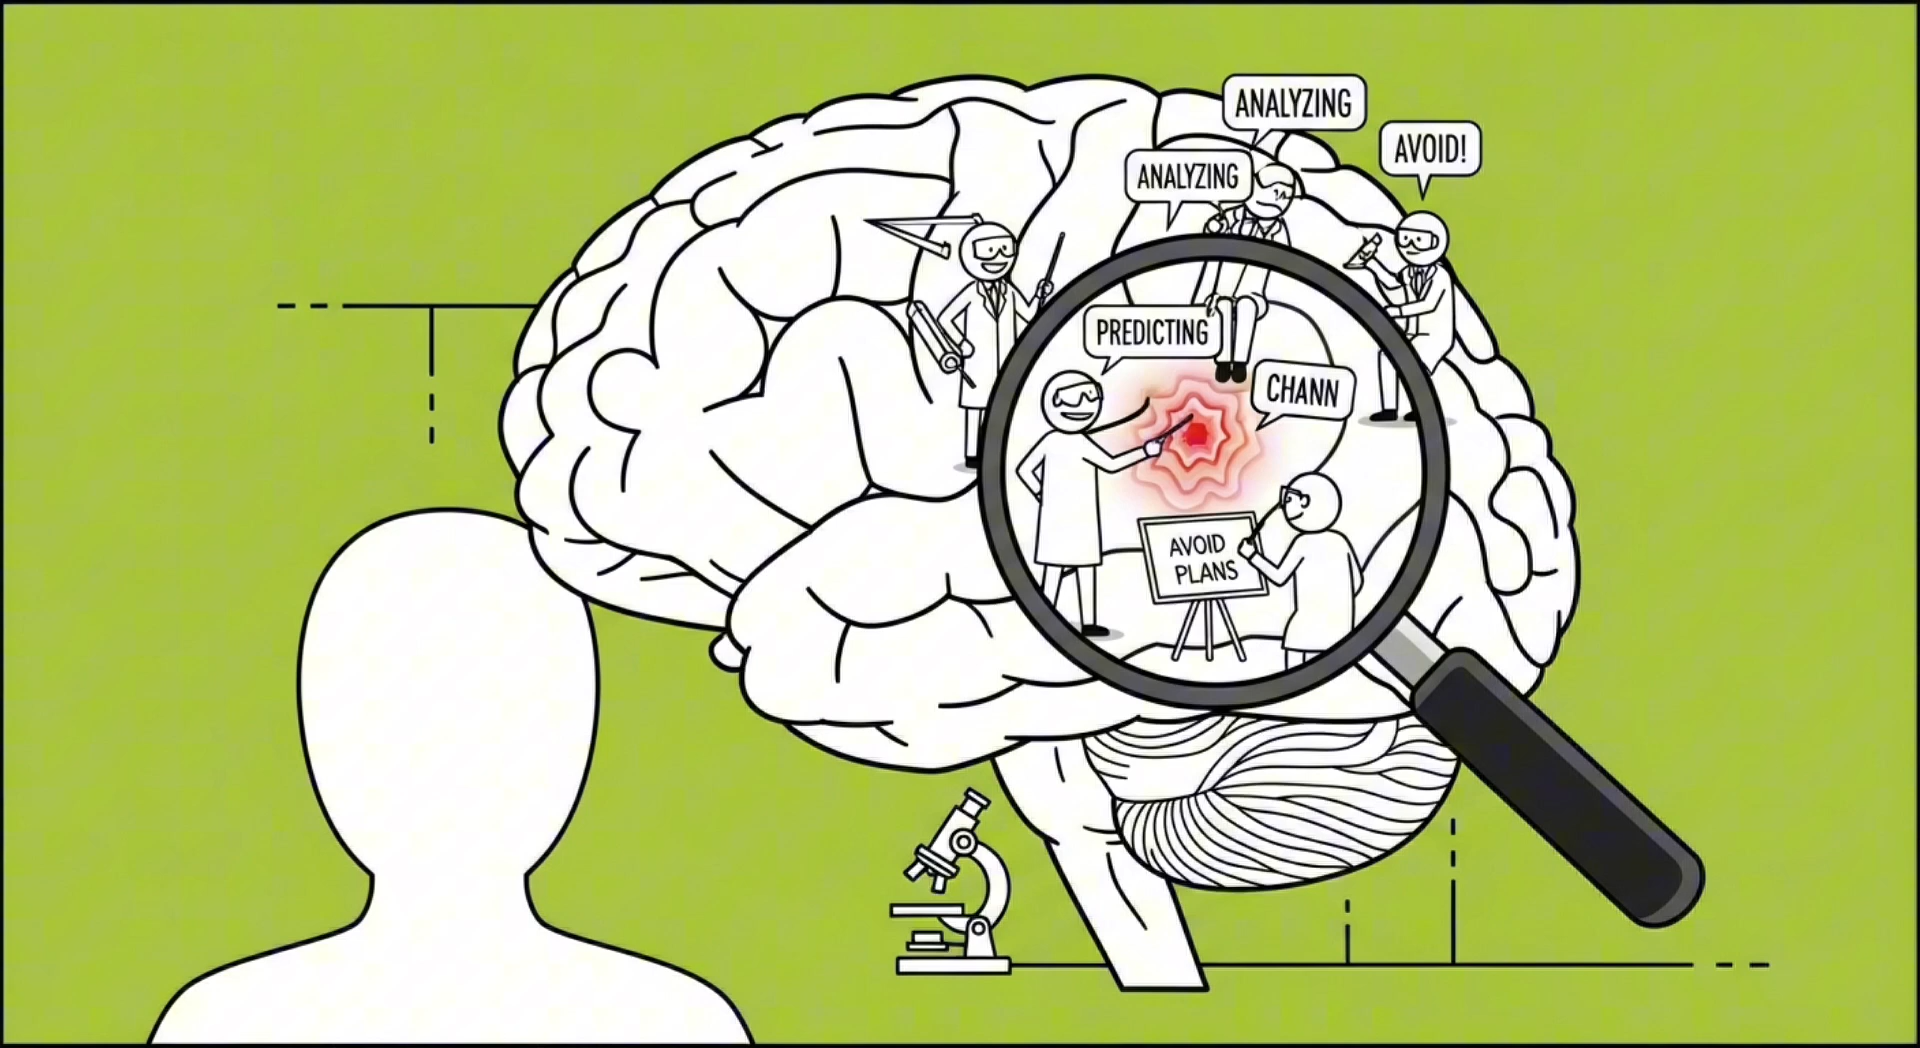 ANALYZING
AVOID!
ANALYZING
PREDICTING
CHANN
AVOID
PLANS